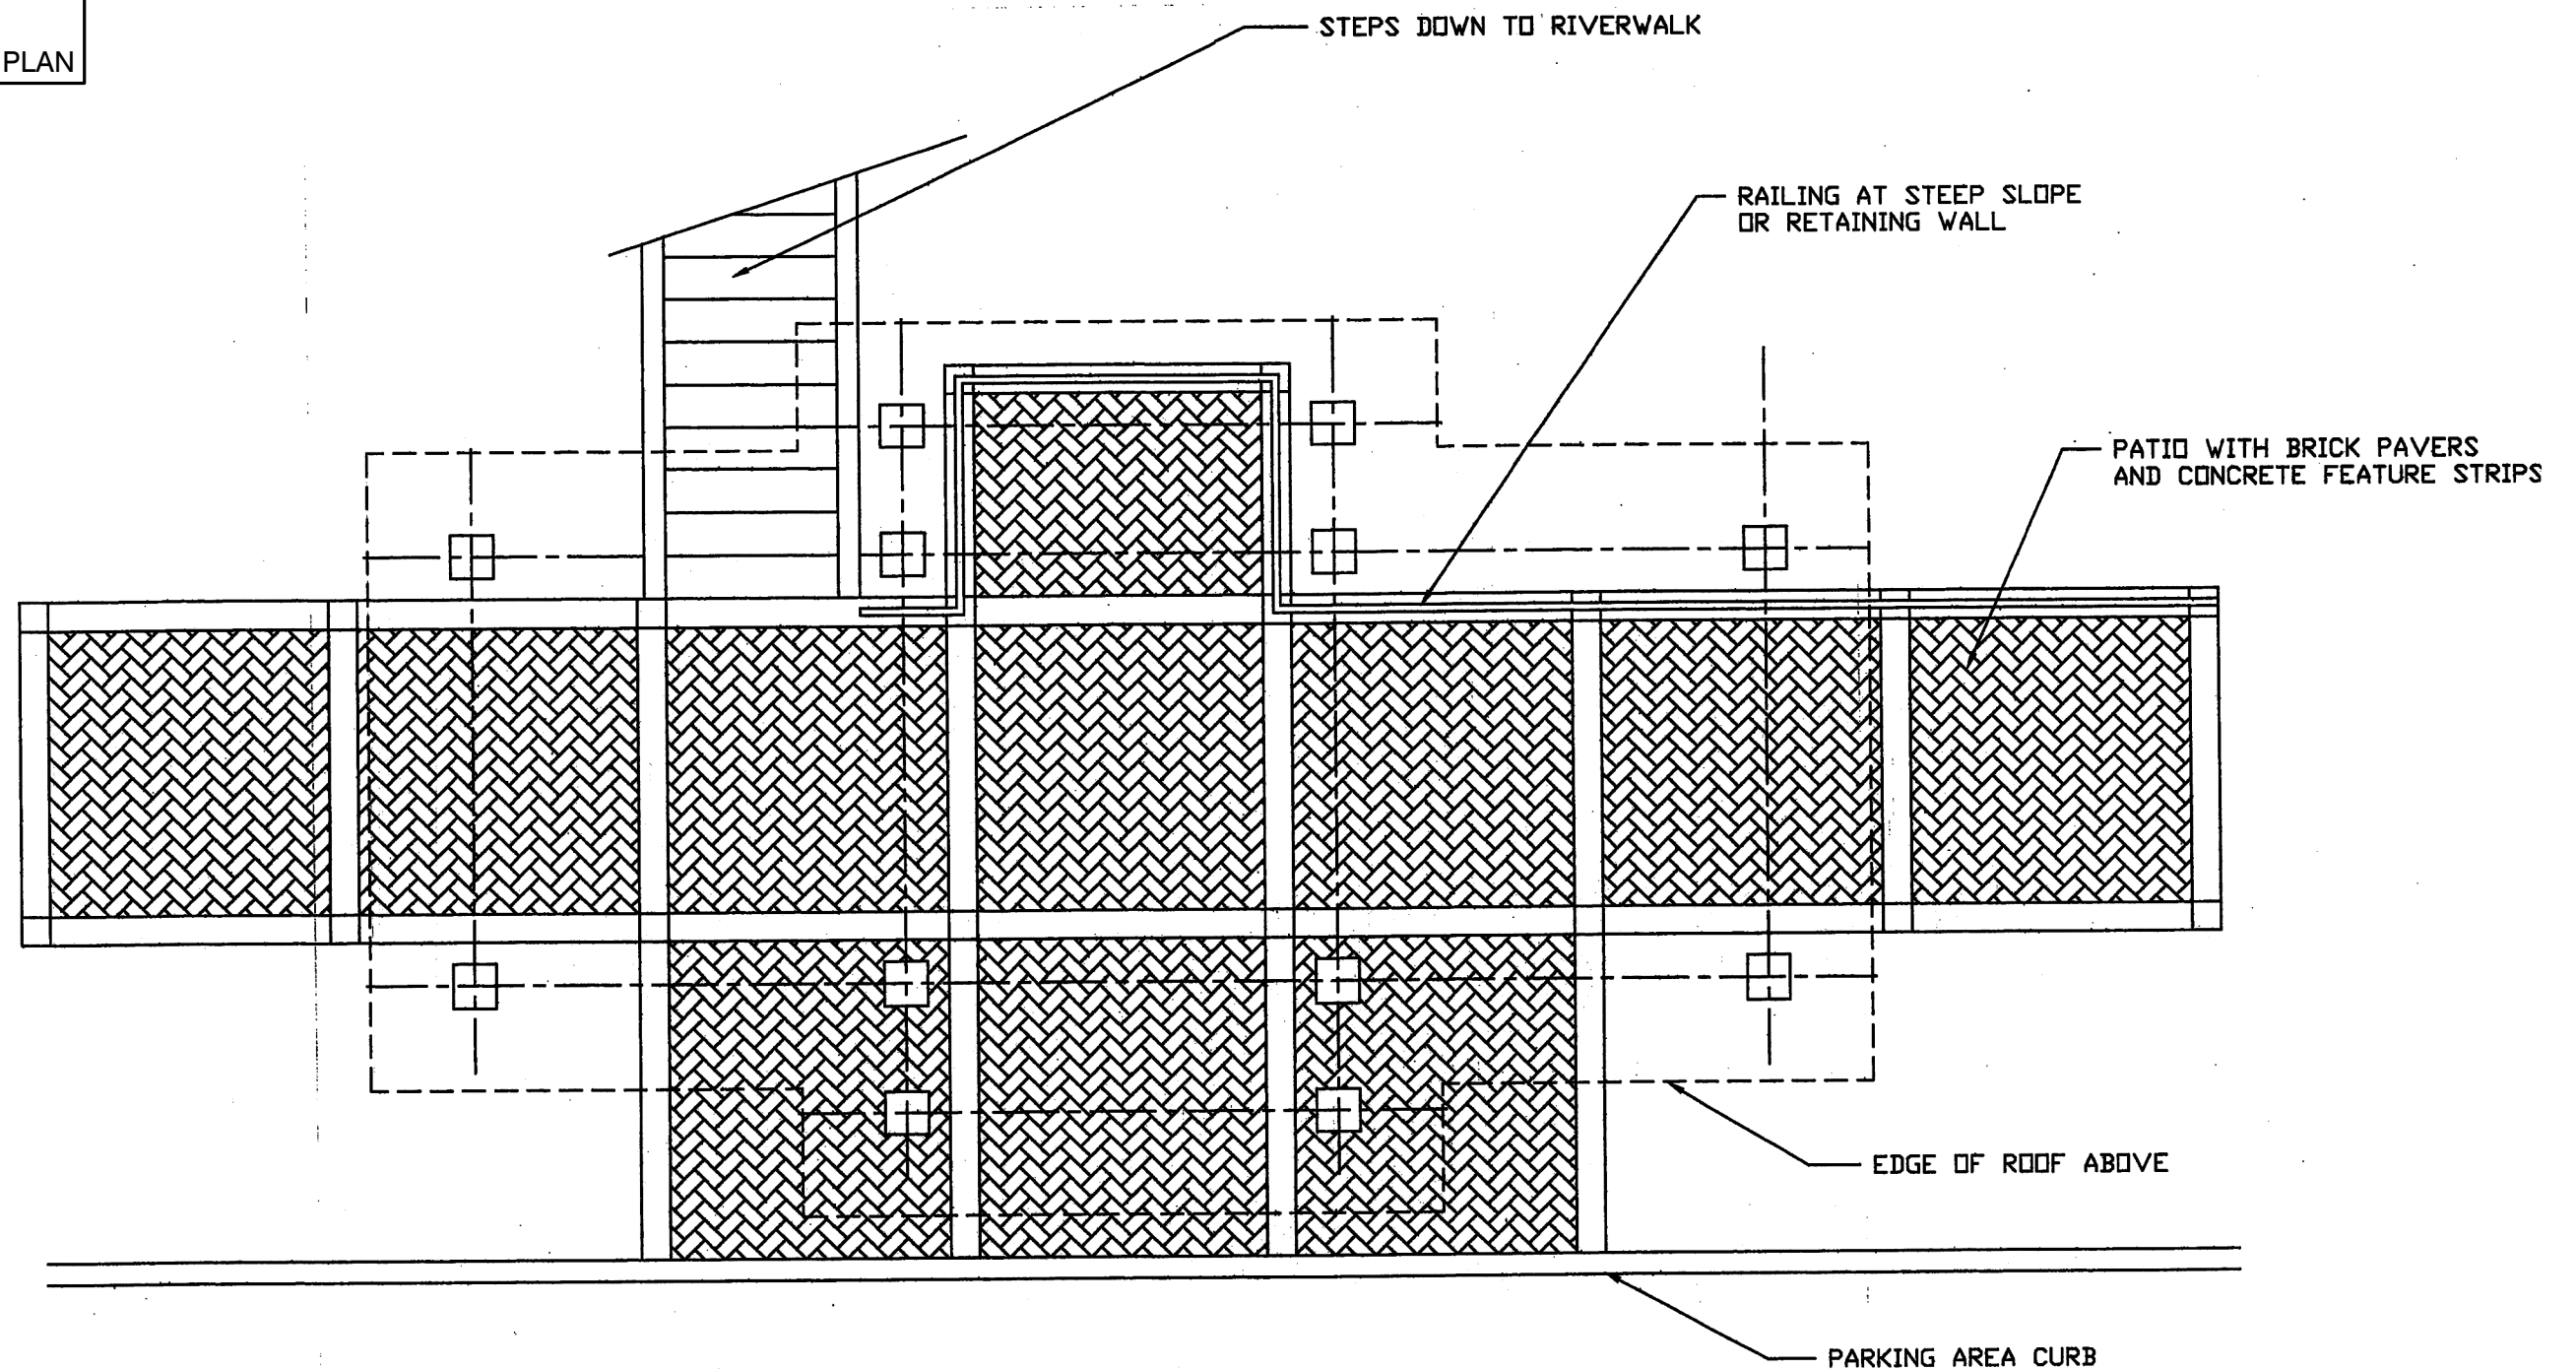 PLAN
STEPS DOWN TO RIVERWALK
RAILING AT STEEP SLOPE
OR RETAINING WALL
PATIO WITH BRICK PAVERS
AND CONCRETE FEATURE STRIPS
EDGE OF ROOF ABOVE
PARKING AREA CURB